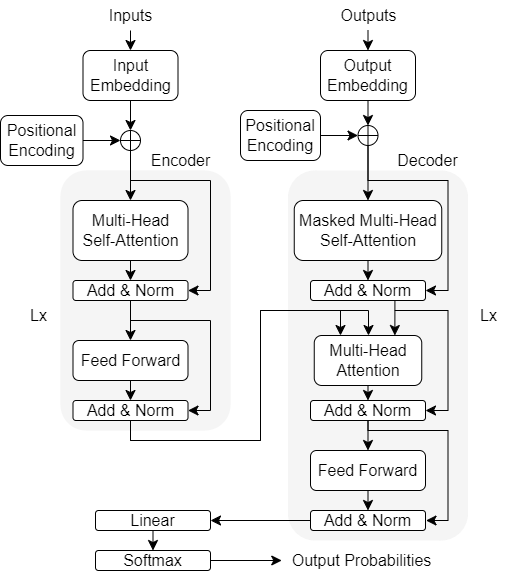 Inputs
Outputs
Input
Embedding
Output
Embedding
Positional
Encoding
Positional
Encoding
Encoder
Decoder
Multi-Head
Self-Attention
Masked Multi-Head
Self-Attention
Add & Norm
Add & Norm
Lx
Lx
Feed Forward
Multi-Head
Attention
Add & Norm
Add & Norm
Feed Forward
Linear
Add & Norm
Softmax
Output Probabilities